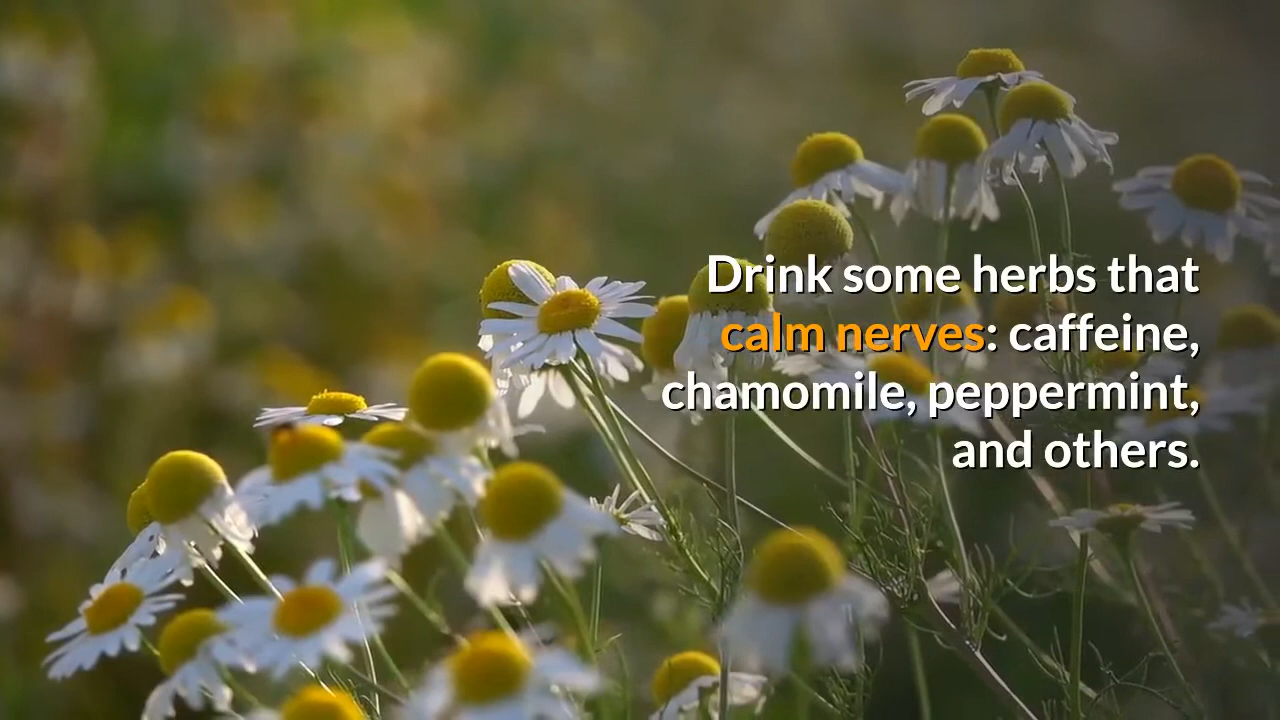 Drink some herbs that
calm nerves: caffeine,
chamomile, peppermint,
and others.